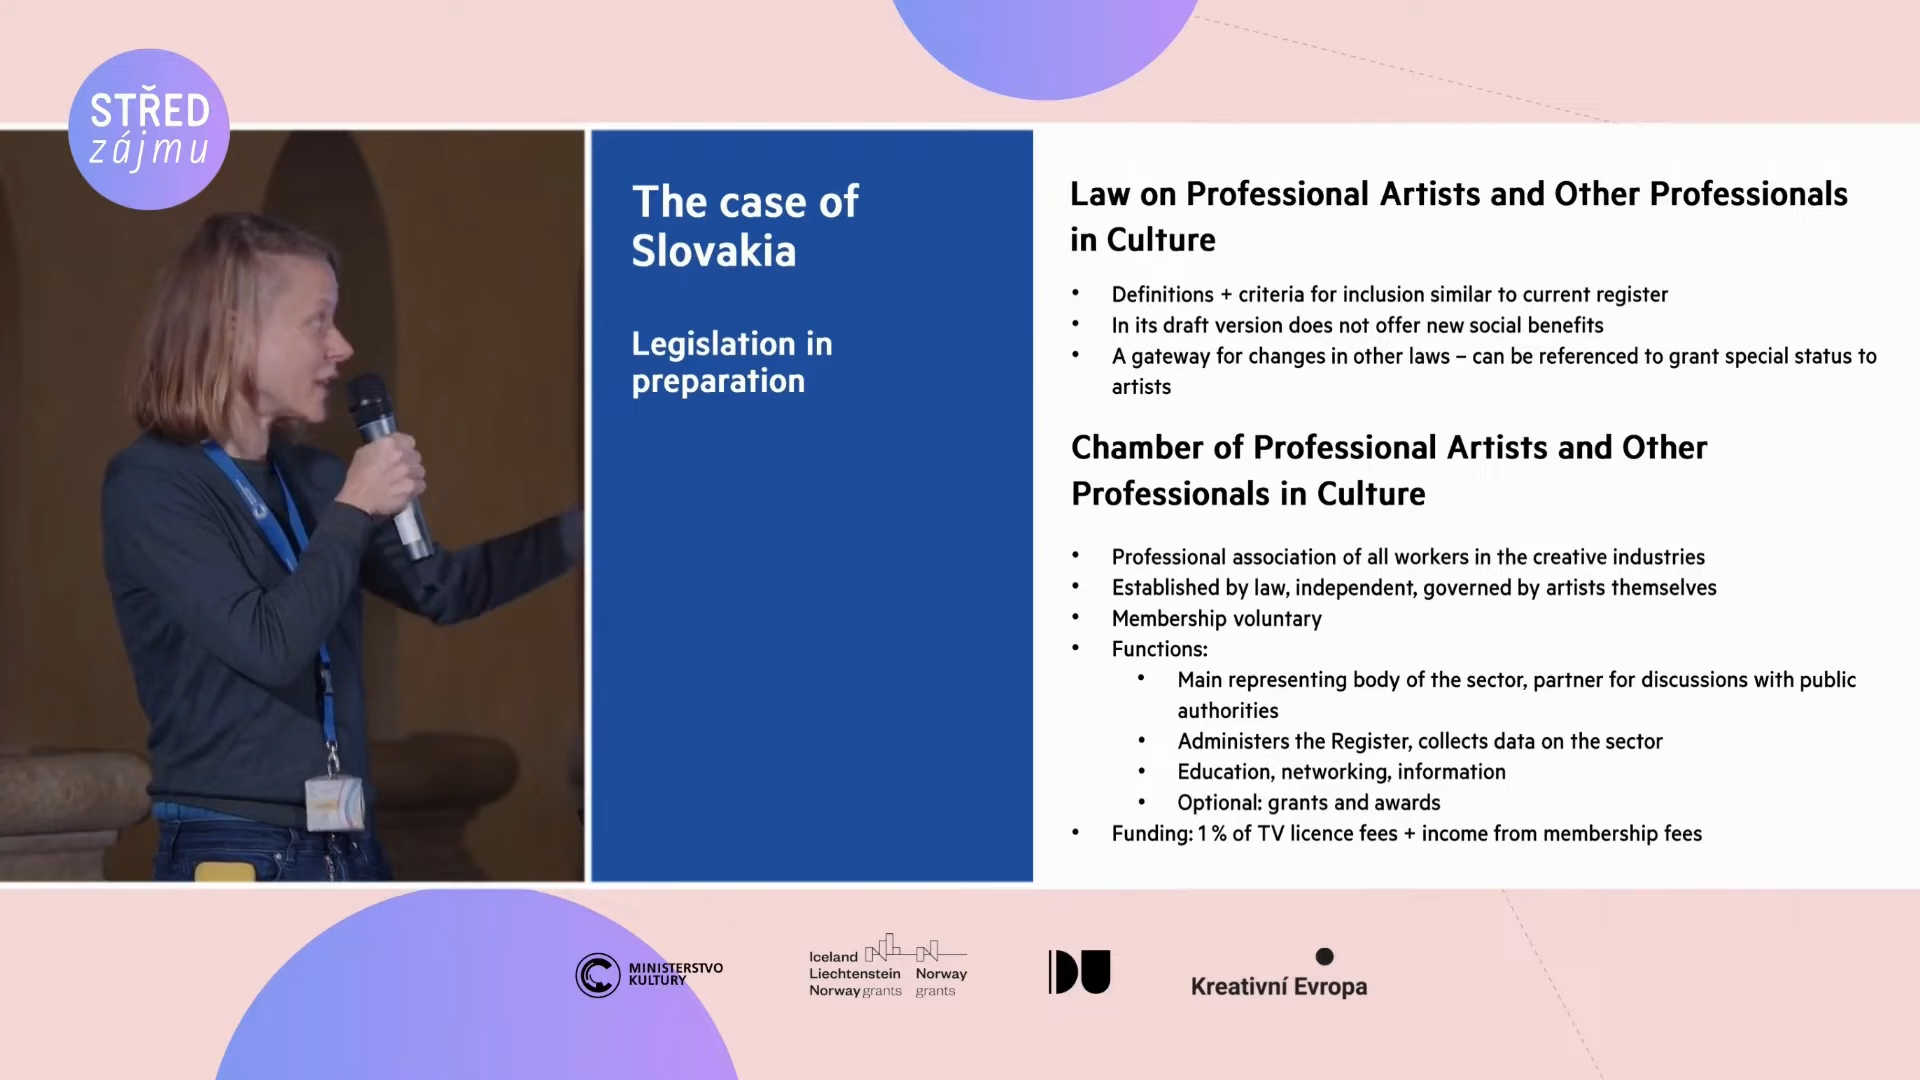 STŘED
zájmu
The case of
Slovakia
Legislation in
preparation
Law on Professional Artists and Other Professionals
in Culture
• Definitions + criteria for inclusion similar to current register
• In its draft version does not offer new social benefits
• A gateway for changes in other laws – can be referenced to grant special status to
artists
Chamber of Professional Artists and Other
Professionals in Culture
• Professional association of all workers in the creative industries
• Established by law, independent, governed by artists themselves
• Membership voluntary
• Functions:
• Main representing body of the sector, partner for discussions with public
authorities
• Administers the Register, collects data on the sector
• Education, networking, information
• Optional: grants and awards
• Funding: 1 % of TV licence fees + income from membership fees
MINISTERSTVO
KULTURY
Iceland
Liechtenstein
Norway grants
Norway
grants
DU
Kreativní Evropa